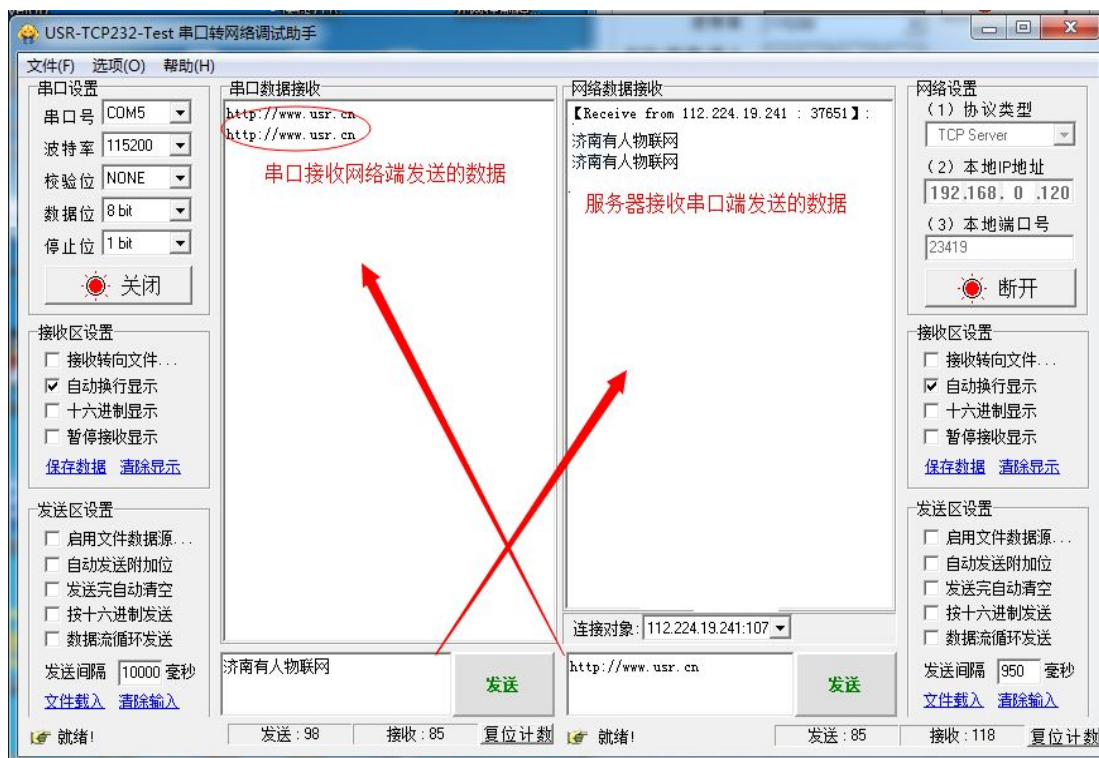 USR-TCP232-Test 串口转网络调试助手
文件(F) 选项(O) 帮助(H)
串口设置
串口号 COM5
波特率 115200
校验位 NONE
数据位 8 bit
停止位 1 bit
关闭
接收区设置
接收转向文件...
自动换行显示
十六进制显示
暂停接收显示
保存数据 清除显示
发送区设置
启用文件数据源...
自动发送附加位
发送完自动清空
按十六进制发送
数据流循环发送
发送间隔 10000 毫秒
文件载入 清除输入
串口数据接收
http://www.usr.cn
http://www.usr.cn
串口接收网络端发送的数据
济南有人物联网
发送
网络数据接收
【Receive from 112.224.19.241 : 37651】:
济南有人物联网
济南有人物联网
服务器接收串口端发送的数据
连接对象: 112.224.19.241:107
http://www.usr.cn
发送
网络设置
(1) 协议类型
TCP Server
(2) 本地IP地址
192.168. 0 .120
(3) 本地端口号
23419
断开
接收区设置
接收转向文件...
自动换行显示
十六进制显示
暂停接收显示
保存数据 清除显示
发送区设置
启用文件数据源...
自动发送附加位
发送完自动清空
按十六进制发送
数据流循环发送
发送间隔 950 毫秒
文件载入 清除输入
就绪! 发送:98 接收:85 复位计数
就绪! 发送:85 接收:118 复位计数